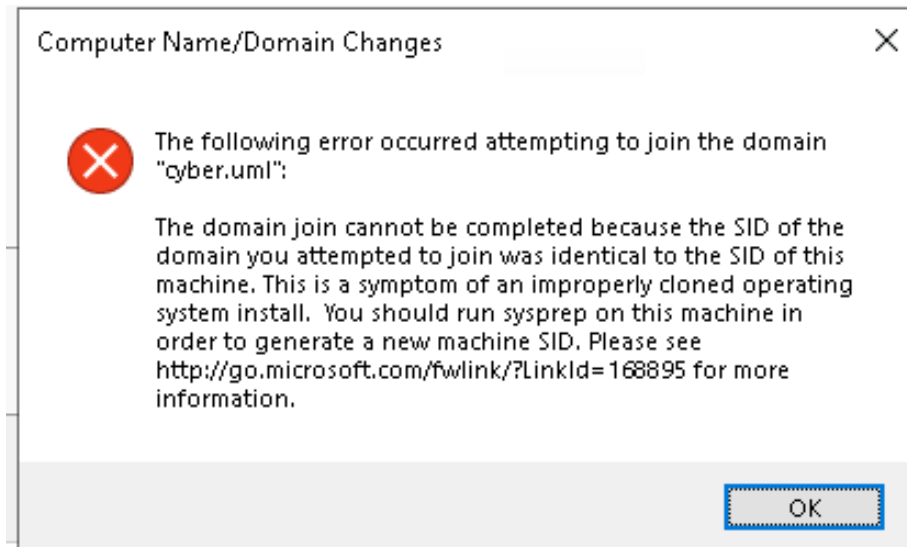 Computer Name/Domain Changes
The following error occurred attempting to join the domain
"cyber.uml":
The domain join cannot be completed because the SID of the
domain you attempted to join was identical to the SID of this
machine. This is a symptom of an improperly cloned operating
system install.  You should run sysprep on this machine in
order to generate a new machine SID. Please see
http://go.microsoft.com/fwlink/?LinkId=168895 for more
information.
OK